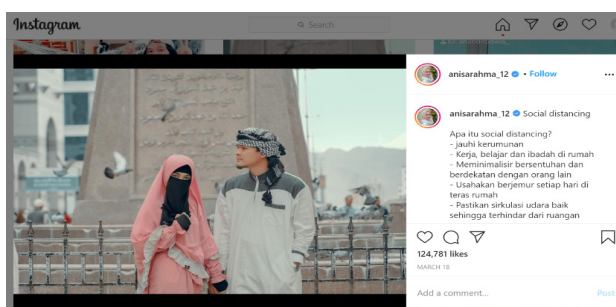 Instagram
Search
anisarahma_12 • Follow
...
anisarahma_12 Social distancing
Apa itu social distancing?
- jauhi kerumunan
- Kerja, belajar dan ibadah di rumah
- Meminimalisir bersentuhan dan
berdekatan dengan orang lain
- Usahakan berjemur setiap hari di
teras rumah
- Pastikan sirkulasi udara baik
sehingga terhindar dari ruangan
124,781 likes
MARCH 18
Add a comment...
Post